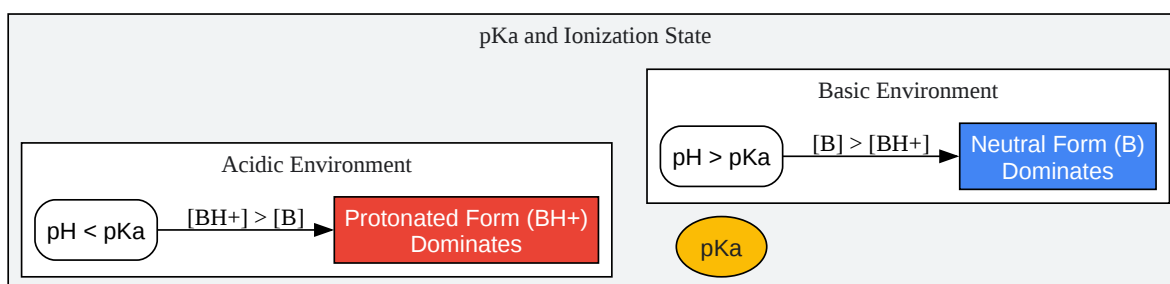 pKa and Ionization State
Basic Environment
pH > pKa
[B] > [BH+]
Neutral Form (B)
Dominates
Acidic Environment
pH < pKa
[BH+] > [B]
Protonated Form (BH+)
Dominates
pKa